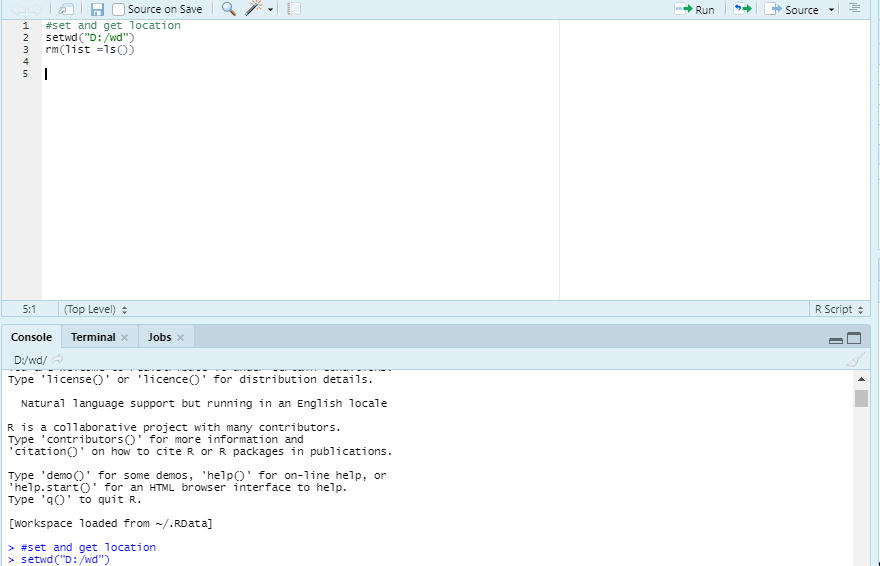 Source on Save
Run
Source
1 #set and get location
2 setwd("D:/wd")
3 rm(list =ls())
4
5
5:1 (Top Level) R Script
Console Terminal Jobs
D:/wd/
Type 'license()' or 'licence()' for distribution details.
Natural language support but running in an English locale
R is a collaborative project with many contributors.
Type 'contributors()' for more information and
'citation()' on how to cite R or R packages in publications.
Type 'demo()' for some demos, 'help()' for on-line help, or
'help.start()' for an HTML browser interface to help.
Type 'q()' to quit R.
[Workspace loaded from ~/.RData]
> #set and get location
> setwd("D:/wd")